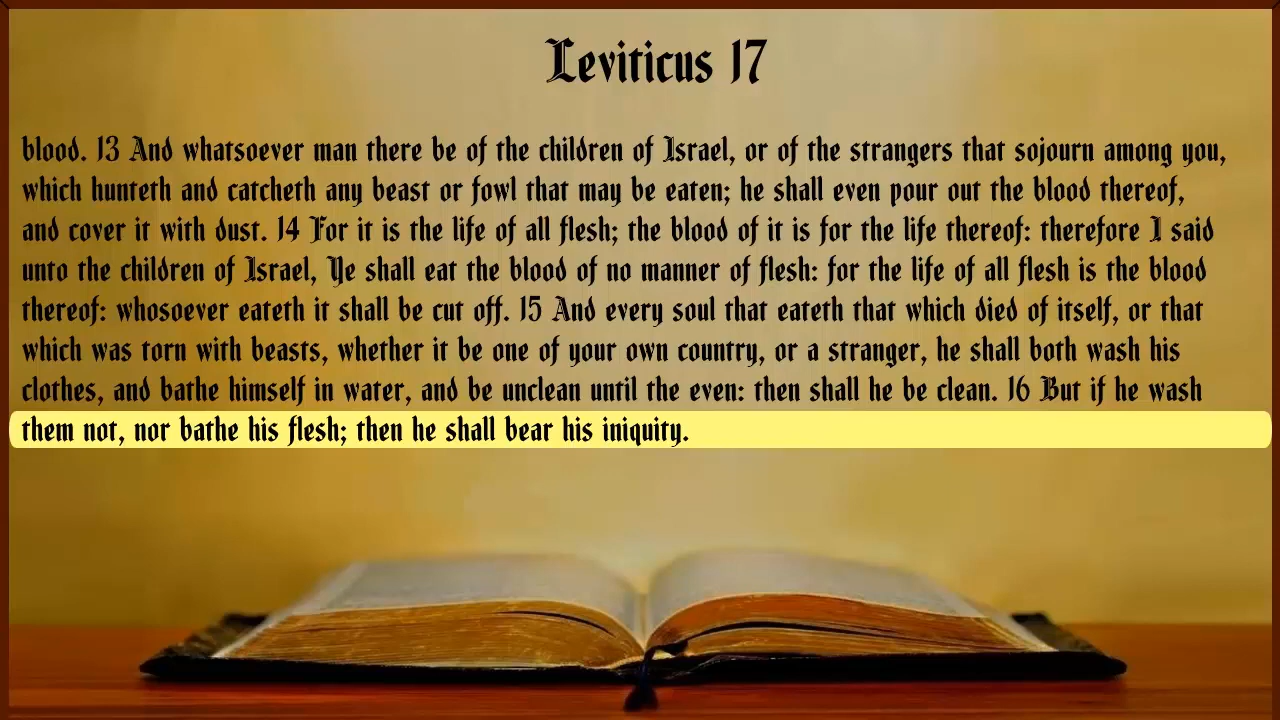 Leviticus 17
blood. 13 And whatsoever man there be of the children of Israel, or of the strangers that sojourn among you,
which hunteth and catcheth any beast or fowl that may be eaten; he shall even pour out the blood thereof,
and cover it with dust. 14 For it is the life of all flesh; the blood of it is for the life thereof: therefore I said
unto the children of Israel, Ye shall eat the blood of no manner of flesh: for the life of all flesh is the blood
thereof: whosoever eateth it shall be cut off. 15 And every soul that eateth that which died of itself, or that
which was torn with beasts, whether it be one of your own country, or a stranger, he shall both wash his
clothes, and bathe himself in water, and be unclean until the even: then shall he be clean. 16 But if he wash
them not, nor bathe his flesh; then he shall bear his iniquity.